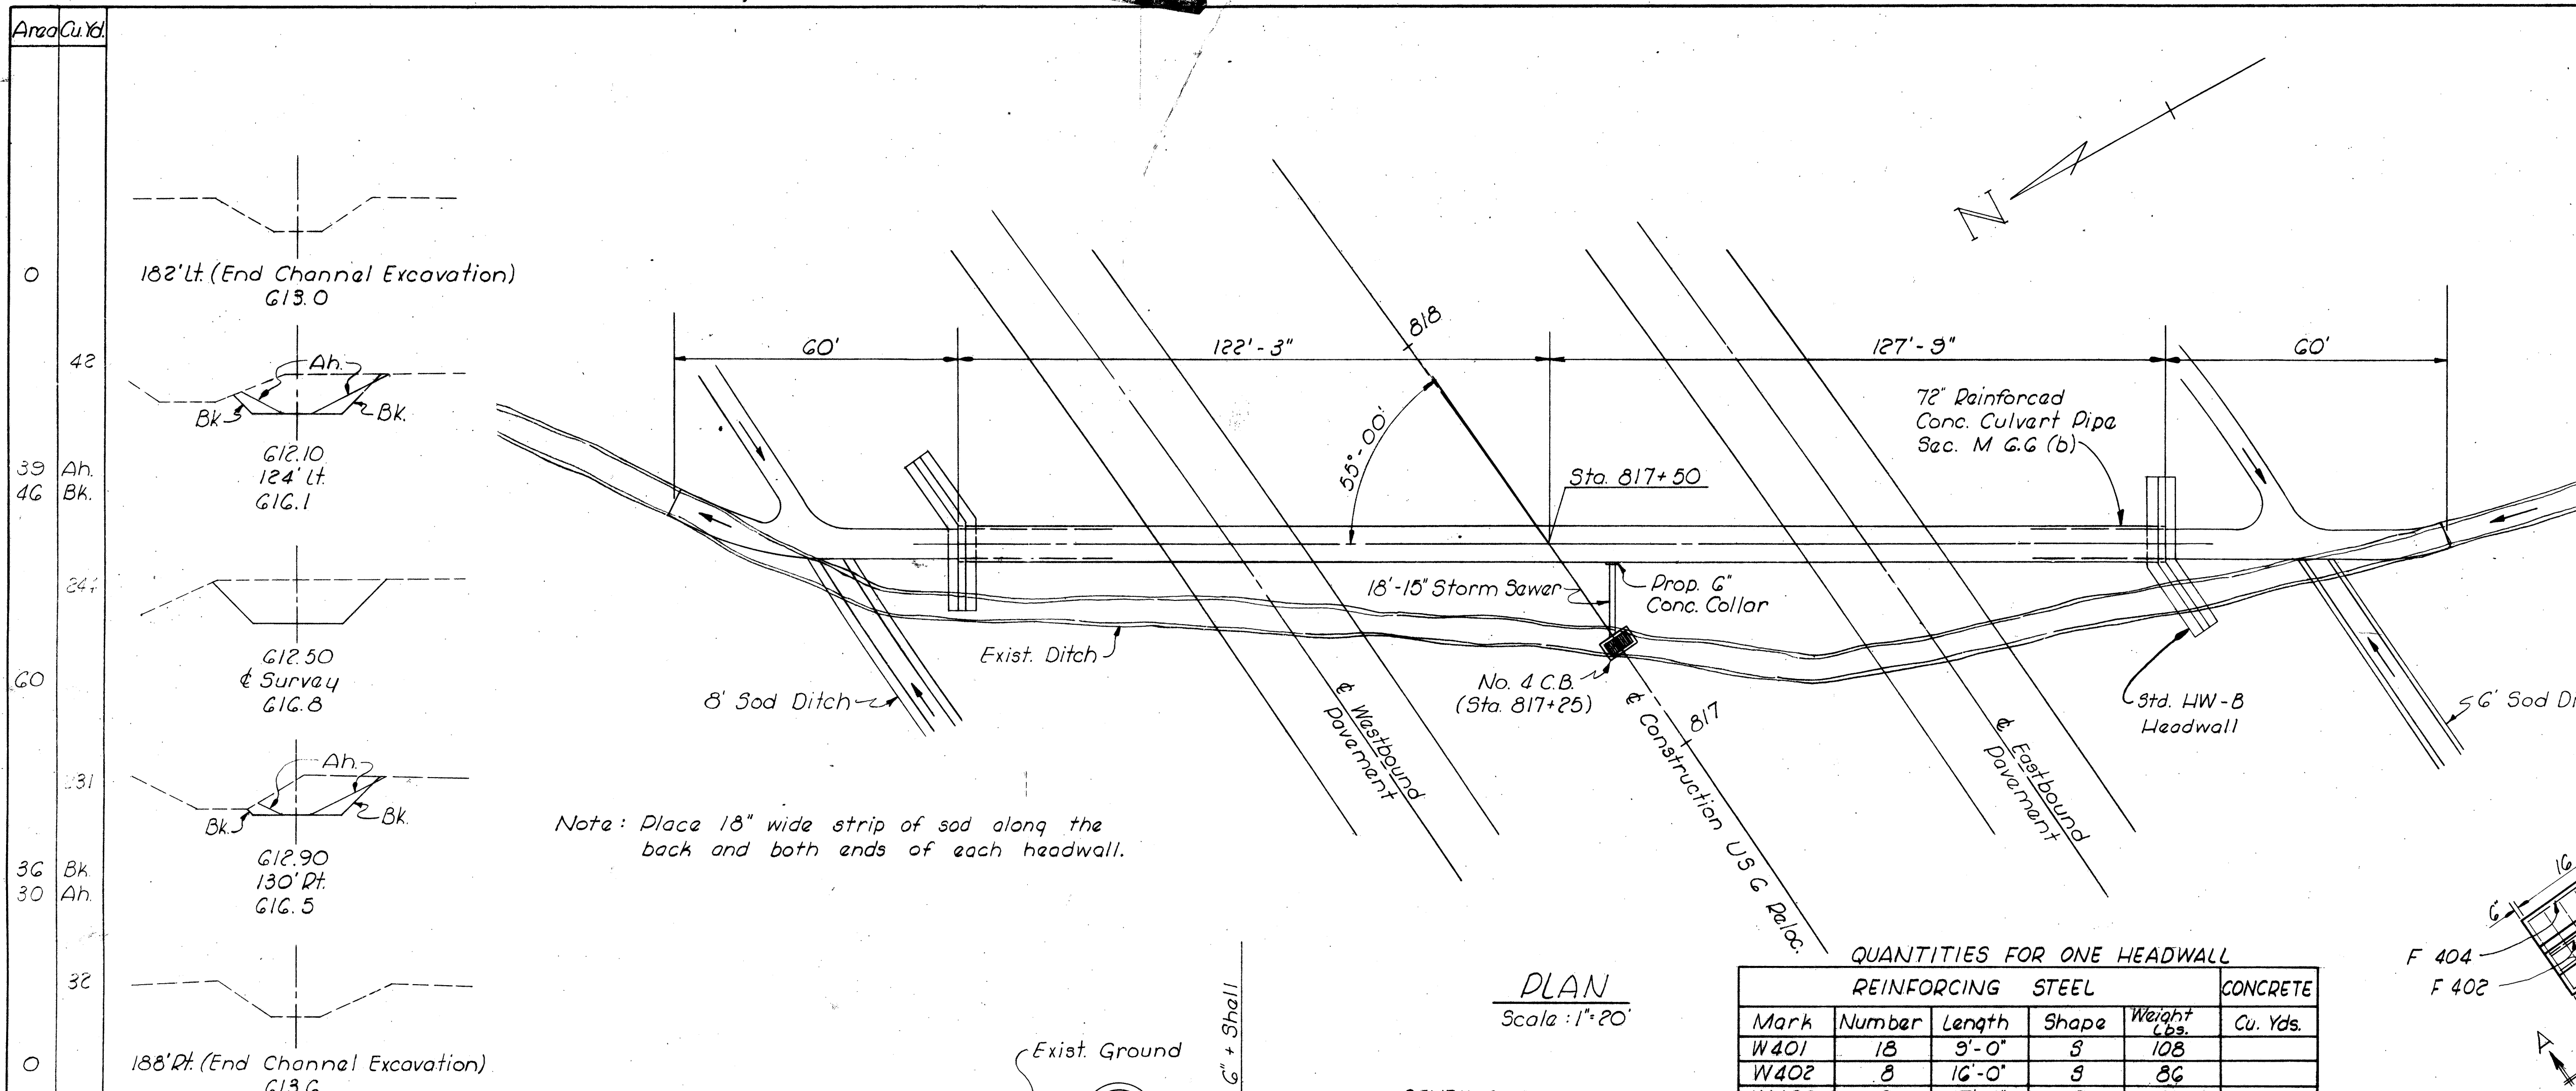 Area Cu.Yd.
0
182' Lt. (End Channel Excavation)
613.0
42
Ah.
Bk.
Bk.
612.10
124' Lt.
616.1
39 Ah.
46 Bk.
612.50
₵ Survey
616.8
60
Ah.
Bk.
Bk.
612.90
130' Rt.
616.5
36 Bk.
30 Ah.
32
188' Rt. (End Channel Excavation)
613.6
0
N
60'
122'-3"
818
127'-9"
60'
72" Reinforced
Conc. Culvert Pipe
Sec. M 6.6 (b)
55°-00'
Sta. 817+50
18'-15" Storm Sewer
Prop. 6"
Conc. Collar
Exist. Ditch
8' Sod Ditch
No. 4 C.B.
(Sta. 817+25)
₵ Westbound
Pavement
817
₵ Construction US 6 Reloc.
₵ Eastbound
Pavement
Std. HW-B
Headwall
6' Sod
Note: Place 18" wide strip of sod along the
back and both ends of each headwall.
PLAN
Scale: 1"=20'
6" + Shell
Exist. Ground
QUANTITIES FOR ONE HEADWALL
REINFORCING STEEL CONCRETE
Mark Number Length Shape Weight Lbs. Cu. Yds.
W401 18 9'-0" S 108
W402 8 16'-0" S 86
6"
16
F 404
F 402
A